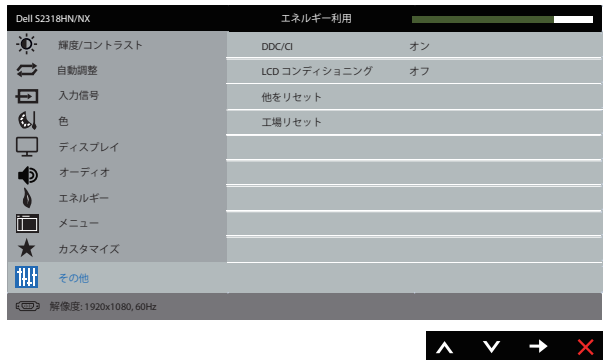 Dell S2318HN/NX エネルギー利用
輝度/コントラスト DDC/CI オン
自動調整 LCD コンディショニング オフ
入力信号 他をリセット
色 工場リセット
ディスプレイ
オーディオ
エネルギー
メニュー
カスタマイズ
その他
解像度: 1920x1080, 60Hz